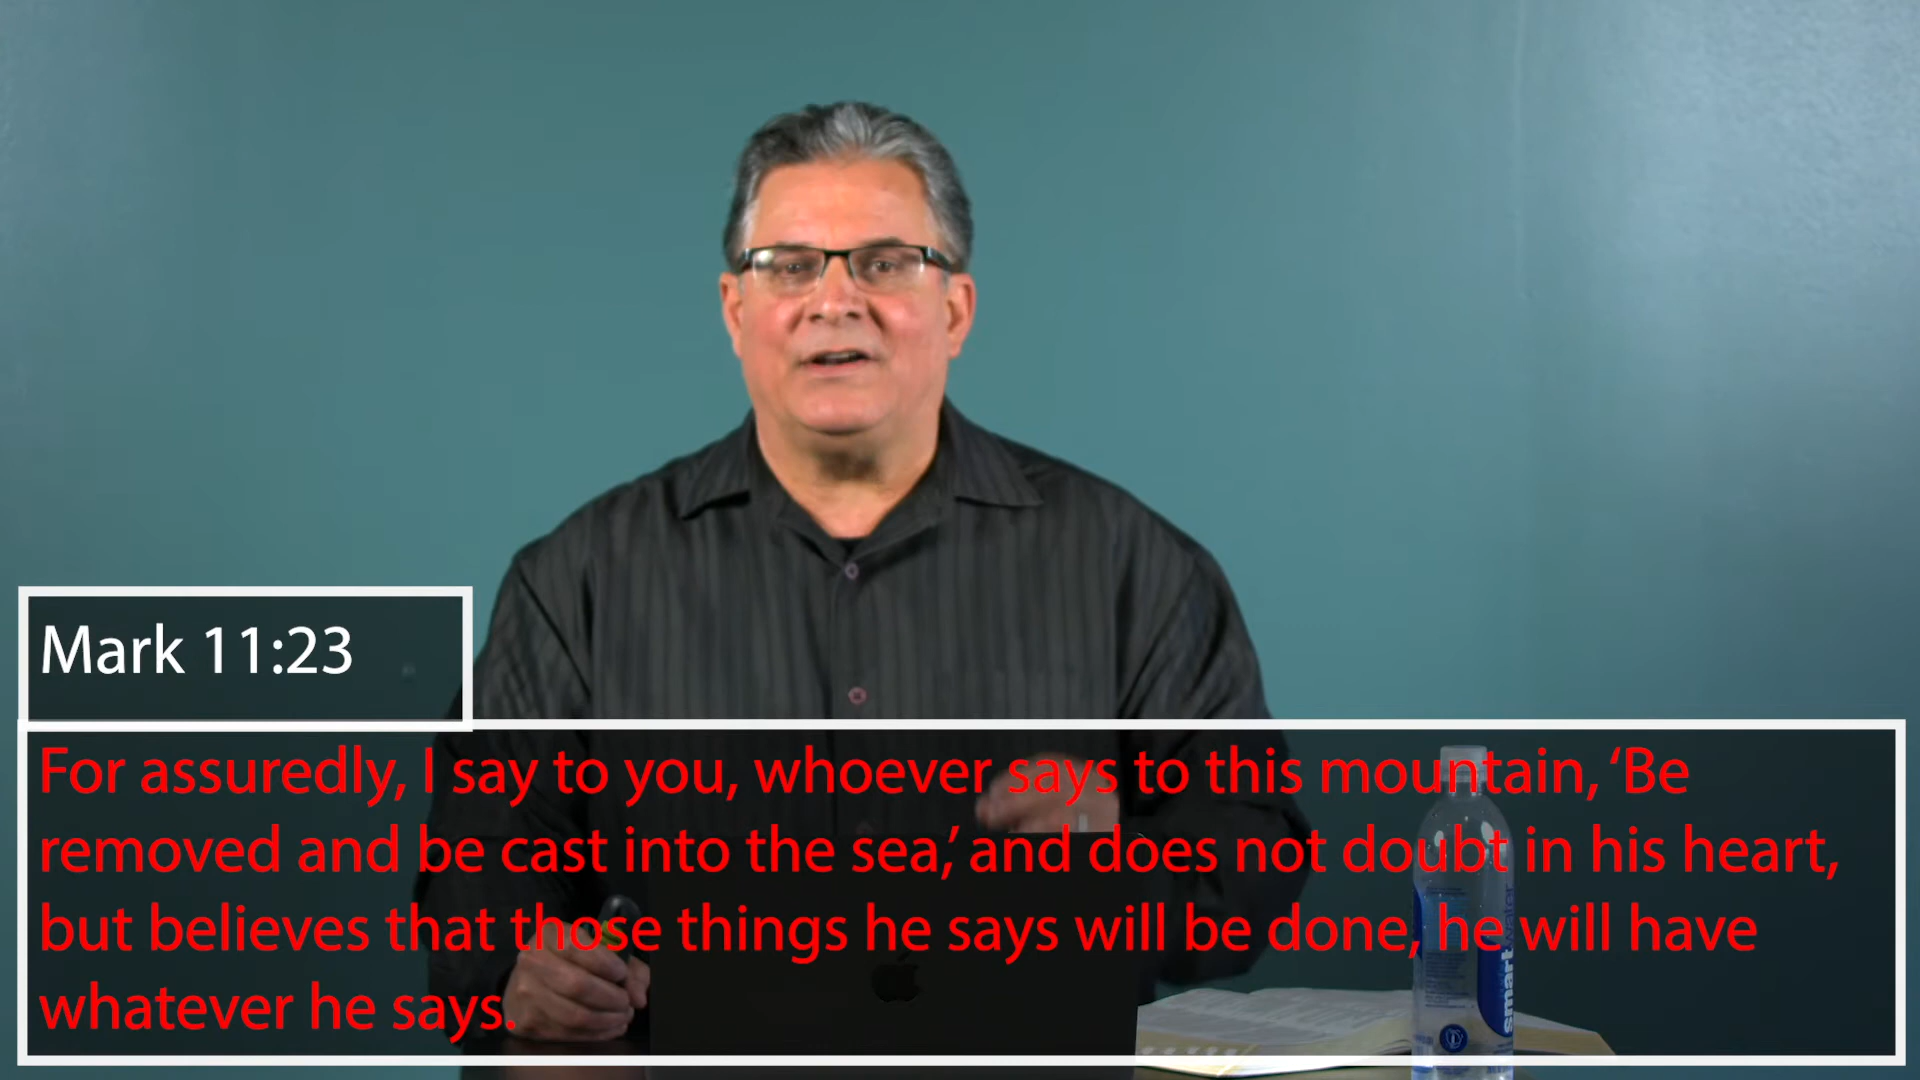 Mark 11:23
For assuredly, I say to you, whoever says to this mountain, ‘Be
removed and be cast into the sea,’ and does not doubt in his heart,
but believes that those things he says will be done, he will have
whatever he says.
smartwater